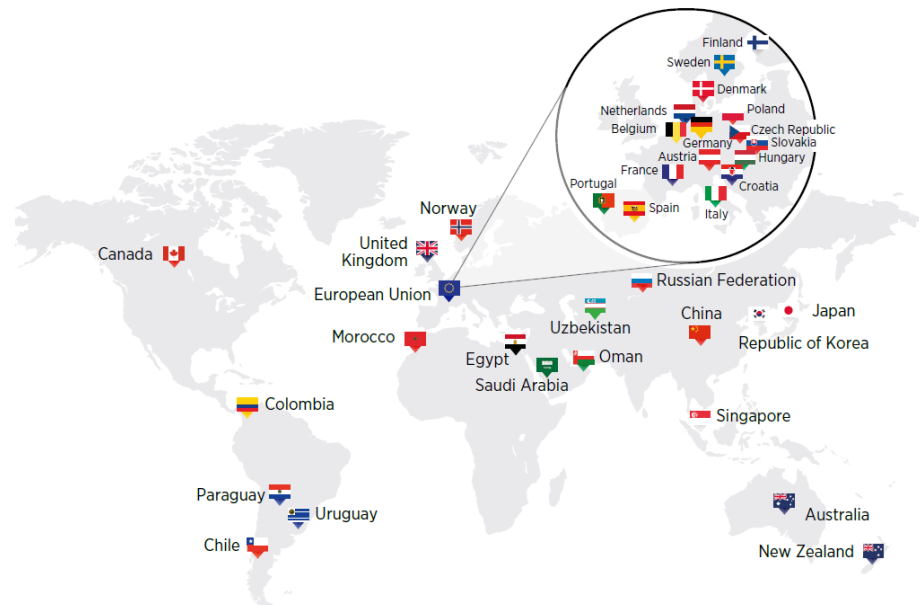 Finland
Sweden
Denmark
Netherlands
Poland
Belgium
Czech Republic
Germany
Slovakia
Austria
Hungary
France
Croatia
Portugal
Spain
Italy
Norway
Canada
United
Kingdom
European Union
Russian Federation
Uzbekistan
China
Japan
Republic of Korea
Morocco
Egypt
Oman
Saudi Arabia
Colombia
Singapore
Paraguay
Uruguay
Chile
Australia
New Zealand